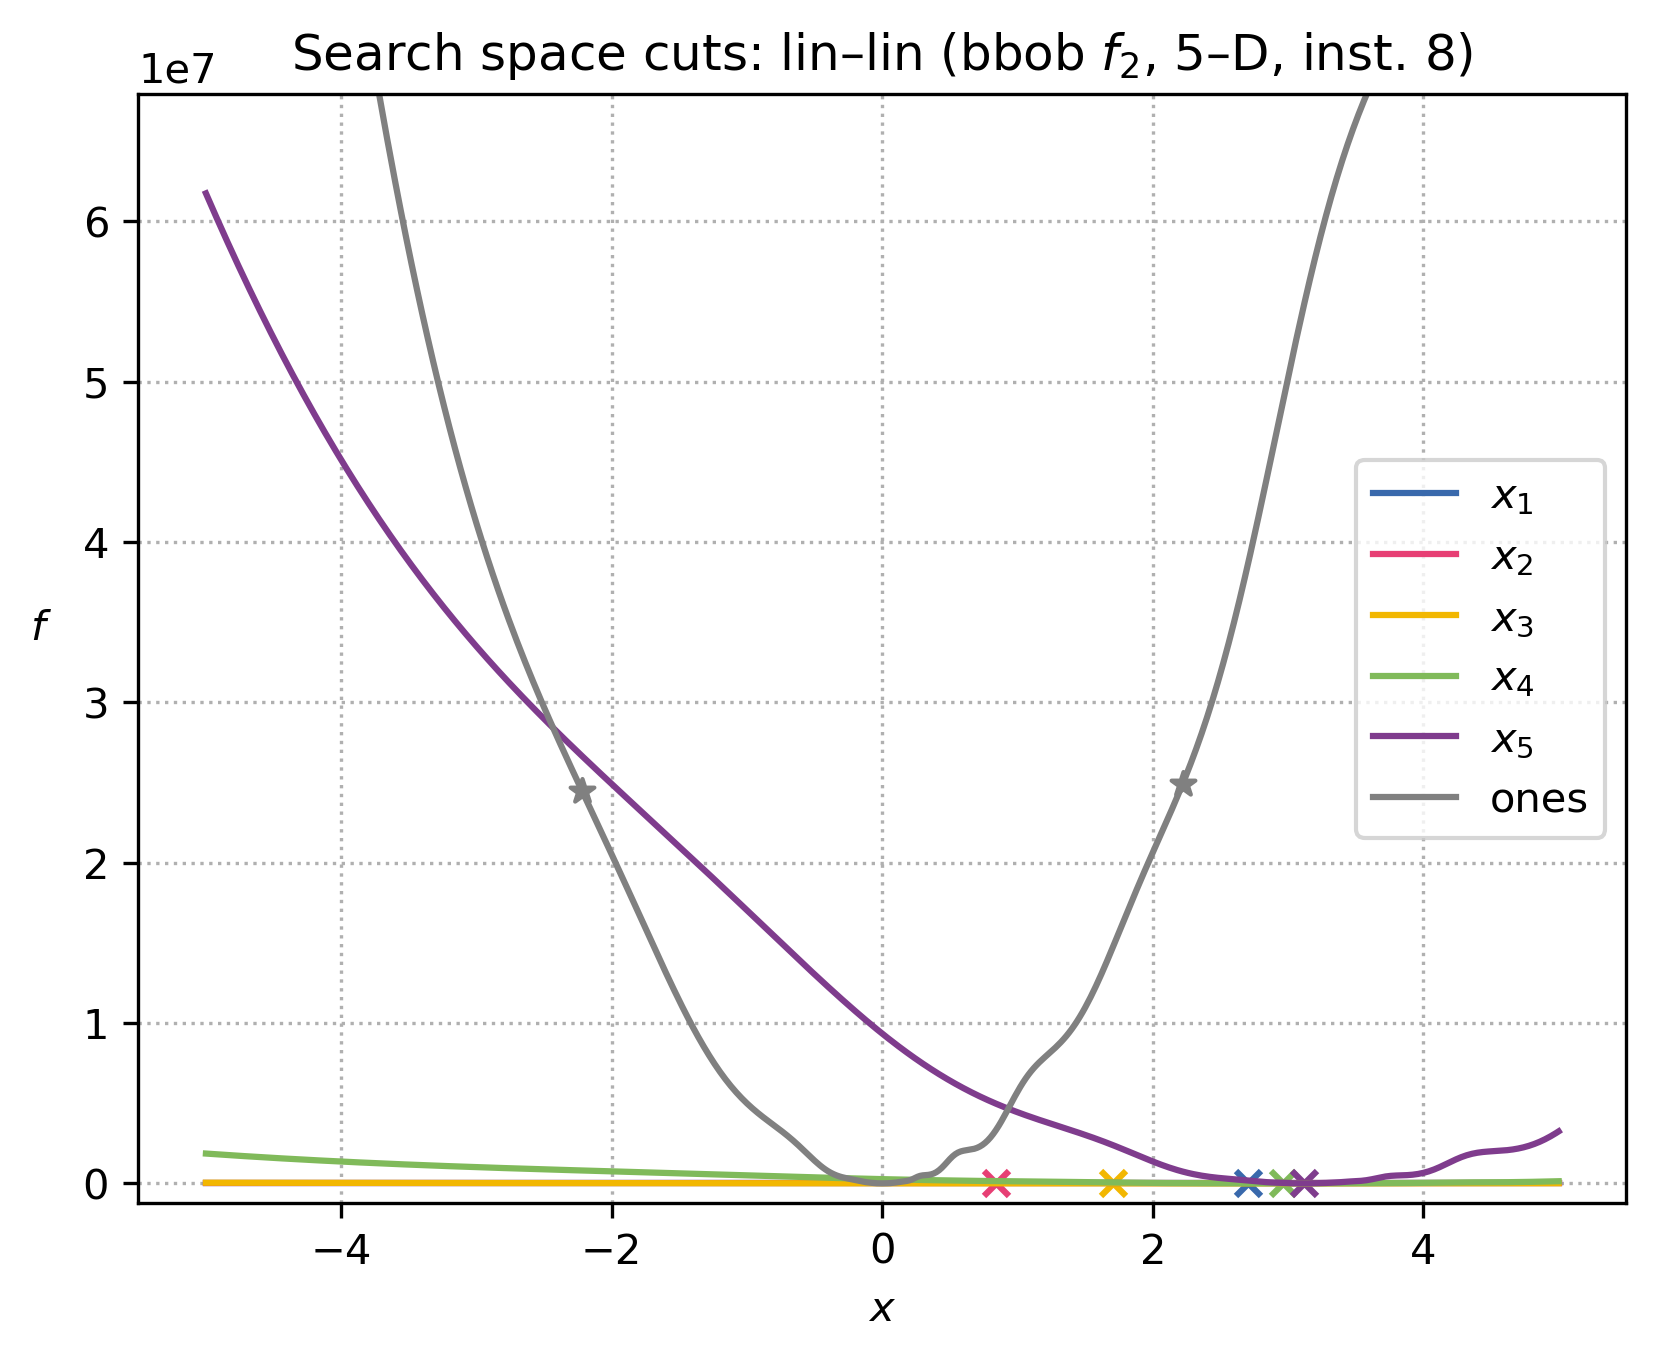 Search space cuts: lin–lin (bbob f₂, 5–D, inst. 8)
1e7
6
5
4
3
2
1
0
f
x₁
x₂
x₃
x₄
x₅
ones
−4
−2
0
2
4
x